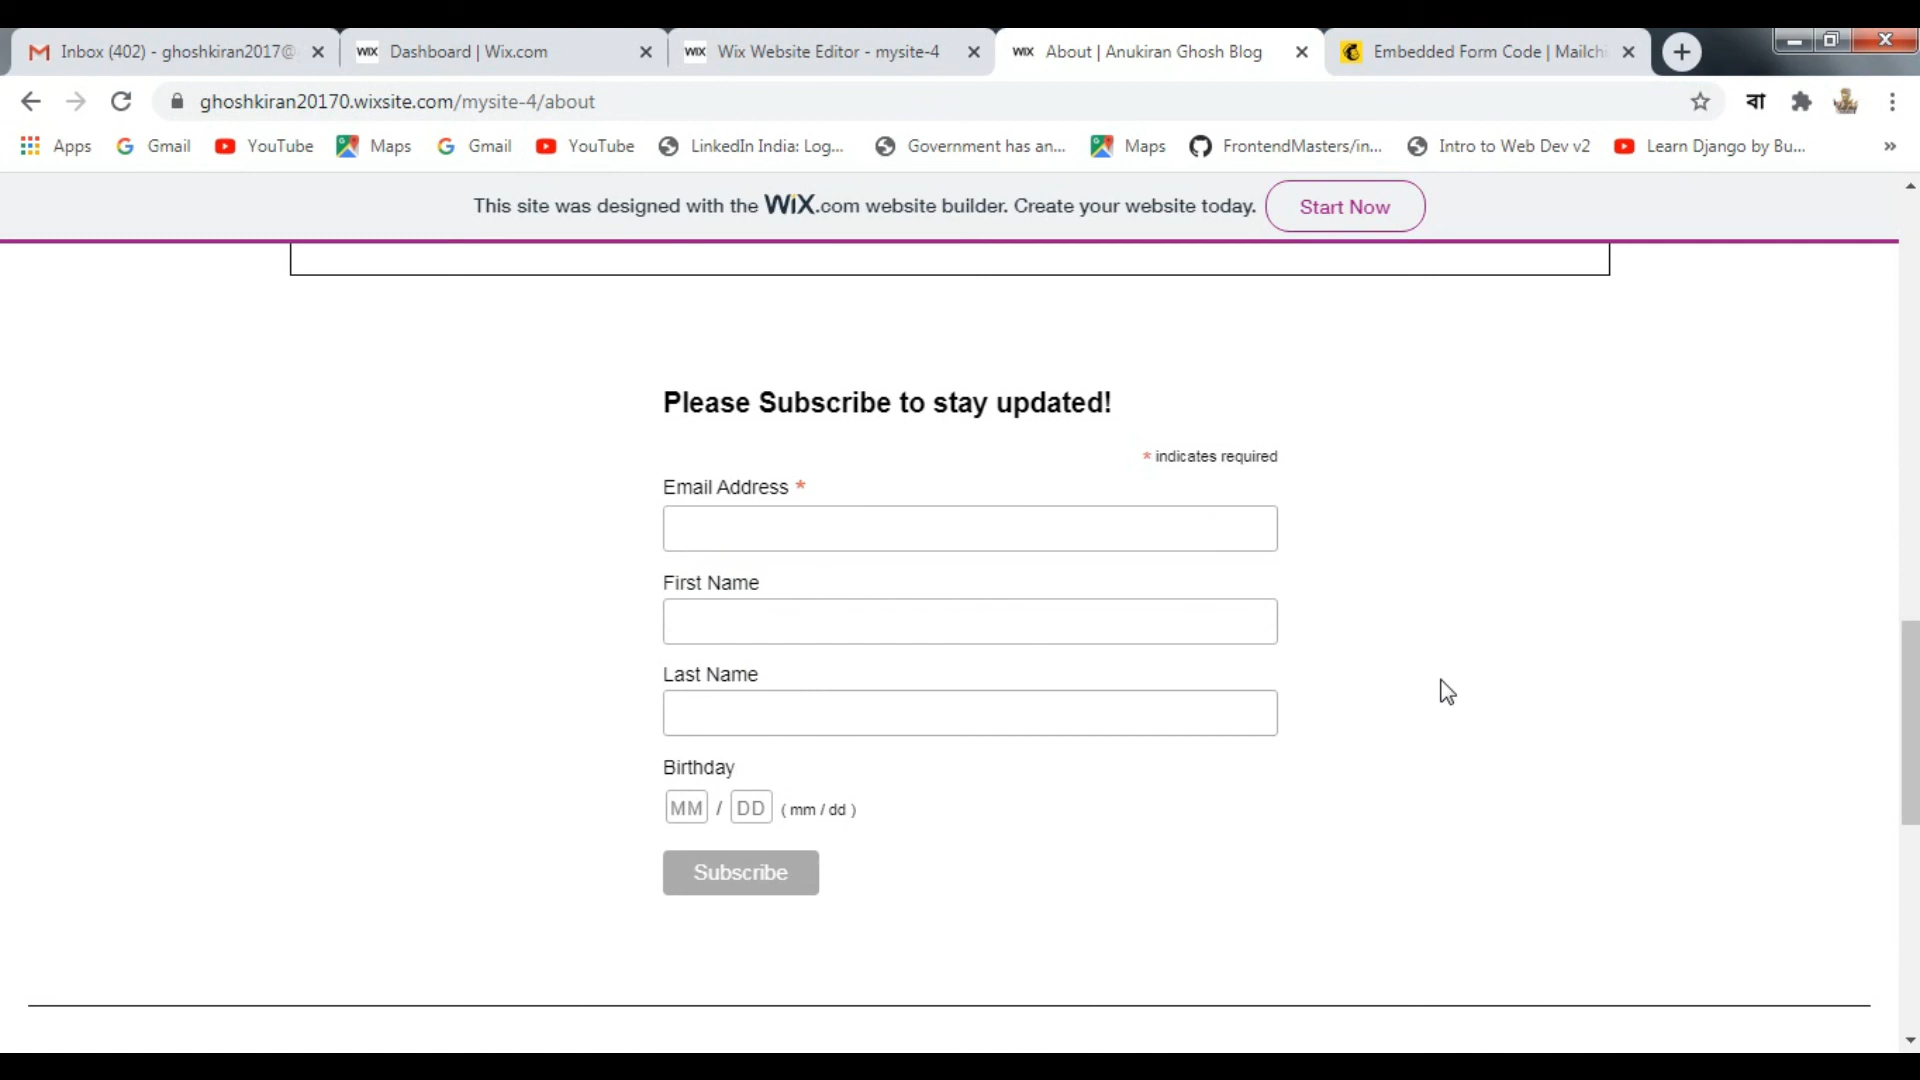 Inbox (402) - ghoshkiran2017@
WIX Dashboard | Wix.com
WIX Wix Website Editor - mysite-4
WIX About | Anukiran Ghosh Blog
Embedded Form Code | Mailchi
ghoshkiran20170.wixsite.com/mysite-4/about
বা
Apps Gmail YouTube Maps Gmail YouTube LinkedIn India: Log... Government has an... Maps FrontendMasters/in... Intro to Web Dev v2 Learn Django by Bu... »
This site was designed with the WiX.com website builder. Create your website today. Start Now
Please Subscribe to stay updated!
* indicates required
Email Address *
First Name
Last Name
Birthday
MM / DD ( mm / dd )
Subscribe